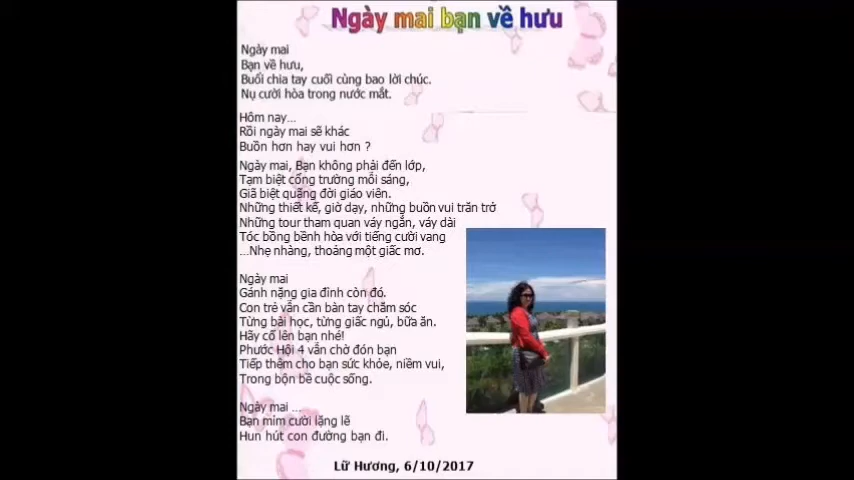 Ngày mai bạn về hưu
Ngày mai
Bạn về hưu,
Buổi chia tay cuối cùng bao lời chúc.
Nụ cười hòa trong nước mắt.
Hôm nay...
Rồi ngày mai sẽ khác
Buồn hơn hay vui hơn ?
Ngày mai, Bạn không phải đến lớp,
Tạm biệt cổng trường mỗi sáng,
Giã biệt quãng đời giáo viên.
Những thiết kế, giờ dạy, những buồn vui trăn trở
Những tour tham quan váy ngắn, váy dài
Tóc bồng bềnh hòa với tiếng cười vang
...Nhẹ nhàng, thoảng một giấc mơ.
Ngày mai
Gánh nặng gia đình còn đó.
Con trẻ vẫn cần bàn tay chăm sóc
Từng bài học, từng giấc ngủ, bữa ăn.
Hãy cố lên bạn nhé!
Phước Hội 4 vẫn chờ đón bạn
Tiếp thêm cho bạn sức khỏe, niềm vui,
Trong bộn bề cuộc sống.
Ngày mai ...
Bạn mỉm cười lặng lẽ
Hun hút con đường bạn đi.
Lữ Hương, 6/10/2017